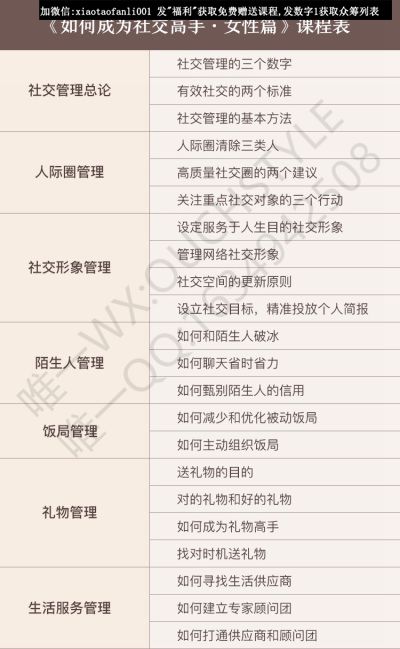 加微信:xiaotaofanli001 发"福利"获取免费赠送课程,发数字1获取众筹列表
《如何成为社交高手·女性篇》课程表
社交管理总论
社交管理的三个数字
有效社交的两个标准
社交管理的基本方法
人际圈管理
人际圈清除三类人
高质量社交圈的两个建议
关注重点社交对象的三个行动
社交形象管理
设定服务于人生目的社交形象
管理网络社交形象
社交空间的更新原则
设立社交目标，精准投放个人简报
陌生人管理
如何和陌生人破冰
如何聊天省时省力
如何甄别陌生人的信用
饭局管理
如何减少和优化被动饭局
如何主动组织饭局
礼物管理
送礼物的目的
对的礼物和好的礼物
如何成为礼物高手
找对时机送礼物
生活服务管理
如何寻找生活供应商
如何建立专家顾问团
如何打通供应商和顾问团
唯一WX:OUCHSTYLE
唯一QQ:1634942508